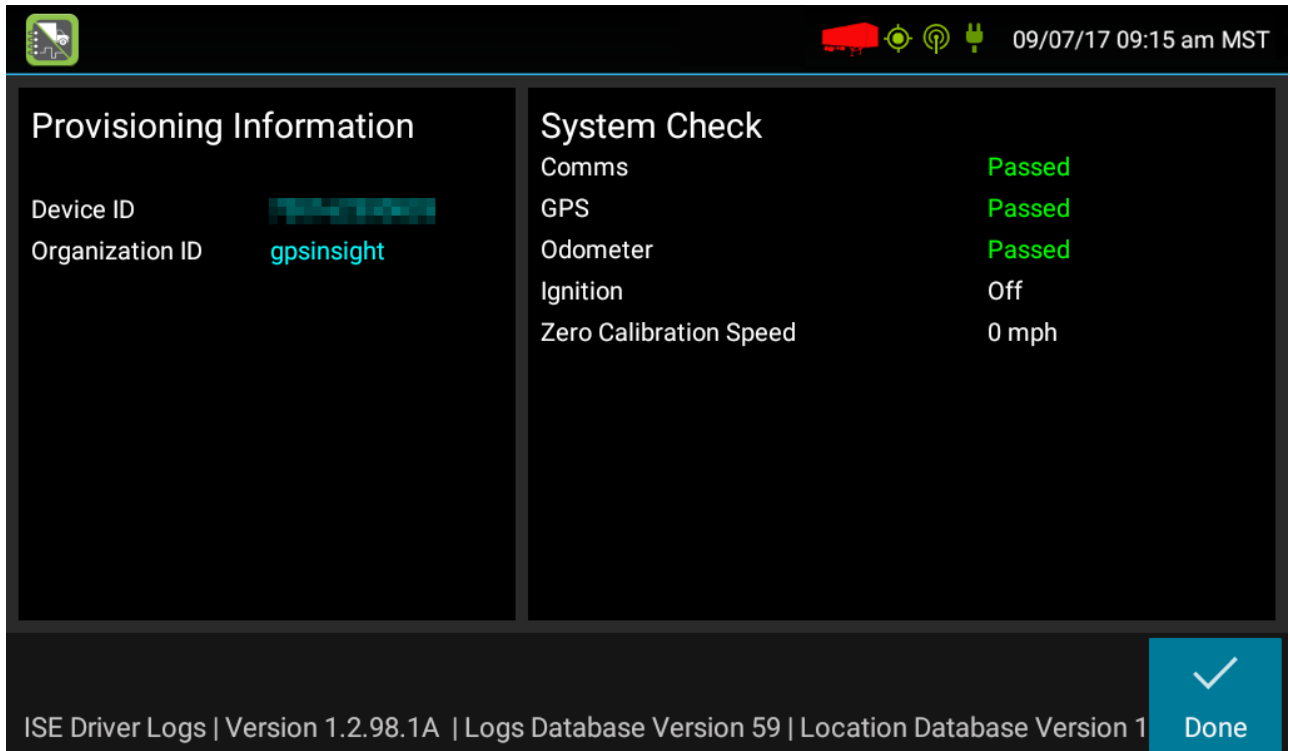 09/07/17 09:15 am MST
Provisioning Information
Device ID
Organization ID gpsinsight
System Check
Comms Passed
GPS Passed
Odometer Passed
Ignition Off
Zero Calibration Speed 0 mph
ISE Driver Logs | Version 1.2.98.1A | Logs Database Version 59 | Location Database Version 1
Done